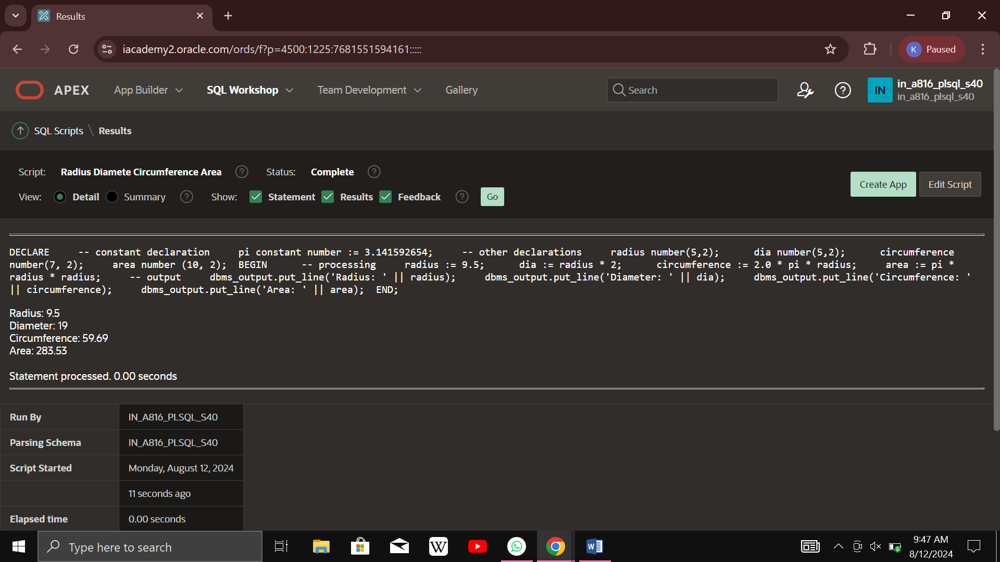 Results
iacademy2.oracle.com/ords/f?p=4500:1225:7681551594161:::::
K Paused
APEX App Builder SQL Workshop Team Development Gallery Search IN in_a816_plsql_s40
in_a816_plsql_s40
SQL Scripts \ Results
Script: Radius Diamete Circumference Area Status: Complete
View: Detail Summary Show: Statement Results Feedback Go
Create App Edit Script
DECLARE     -- constant declaration     pi constant number := 3.141592654;     -- other declarations     radius number(5,2);      dia number(5,2);      circumference
number(7, 2);     area number (10, 2);  BEGIN      -- processing     radius := 9.5;      dia := radius * 2;      circumference := 2.0 * pi * radius;     area := pi *
radius * radius;     -- output     dbms_output.put_line('Radius: ' || radius);     dbms_output.put_line('Diameter: ' || dia);     dbms_output.put_line('Circumference: '
|| circumference);     dbms_output.put_line('Area: ' || area);  END;
Radius: 9.5
Diameter: 19
Circumference: 59.69
Area: 283.53
Statement processed. 0.00 seconds
Run By IN_A816_PLSQL_S40
Parsing Schema IN_A816_PLSQL_S40
Script Started Monday, August 12, 2024
11 seconds ago
Elapsed time 0.00 seconds
Type here to search
W
W
9:47 AM
8/12/2024